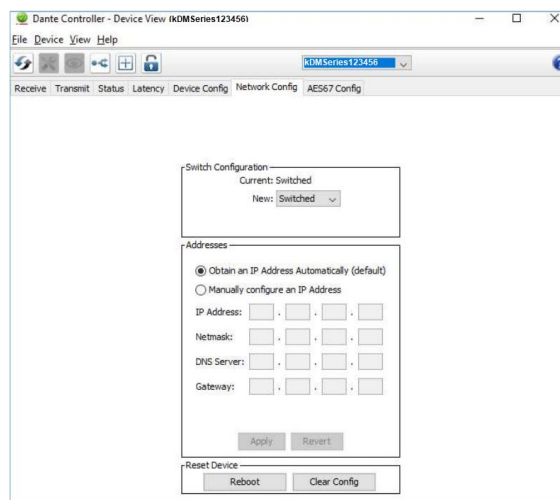 Dante Controller - Device View (kDMSeries123456)
File Device View Help
kDMSeries123456
Receive Transmit Status Latency Device Config Network Config AES67 Config
Switch Configuration
Current: Switched
New: Switched
Addresses
Obtain an IP Address Automatically (default)
Manually configure an IP Address
IP Address: . . .
Netmask: . . .
DNS Server: . . .
Gateway: . . .
Apply Revert
Reset Device
Reboot Clear Config